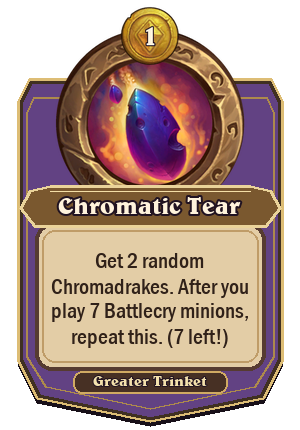 1
Chromatic Tear
Get 2 random
Chromadrakes. After you
play 7 Battlecry minions,
repeat this. (7 left!)
Greater Trinket